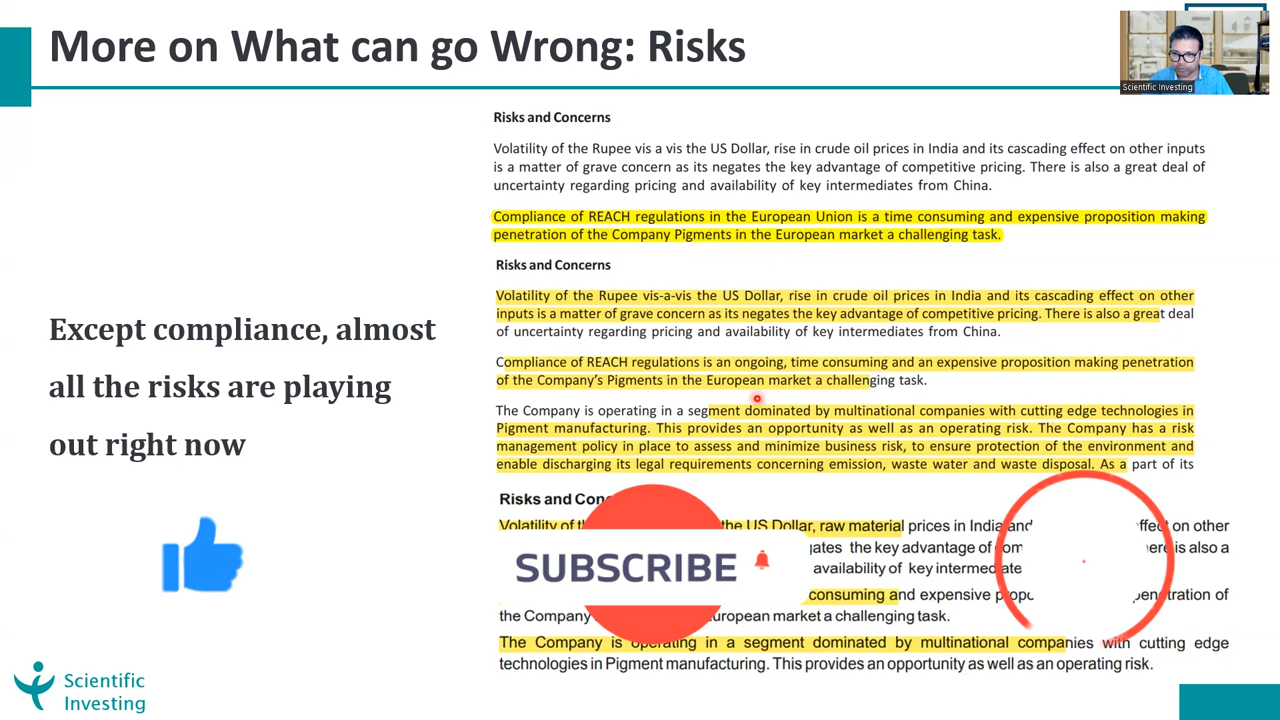 More on What can go Wrong: Risks
Scientific Investing
Risks and Concerns
Volatility of the Rupee vis a vis the US Dollar, rise in crude oil prices in India and its cascading effect on other inputs
is a matter of grave concern as its negates the key advantage of competitive pricing. There is also a great deal of
uncertainty regarding pricing and availability of key intermediates from China.
Compliance of REACH regulations in the European Union is a time consuming and expensive proposition making
penetration of the Company Pigments in the European market a challenging task.
Risks and Concerns
Volatility of the Rupee vis-a-vis the US Dollar, rise in crude oil prices in India and its cascading effect on other
inputs is a matter of grave concern as its negates the key advantage of competitive pricing. There is also a great deal
of uncertainty regarding pricing and availability of key intermediates from China.
Compliance of REACH regulations is an ongoing, time consuming and an expensive proposition making penetration
of the Company's Pigments in the European market a challenging task.
The Company is operating in a segment dominated by multinational companies with cutting edge technologies in
Pigment manufacturing. This provides an opportunity as well as an operating risk. The Company has a risk
management policy in place to assess and minimize business risk, to ensure protection of the environment and
enable discharging its legal requirements concerning emission, waste water and waste disposal. As a part of its
Except compliance, almost
all the risks are playing
out right now
Risks and
Volatility of the US Dollar, raw material prices in India and on other
the key advantage of is also a
availability of key
SUBSCRIBE
consuming and expensive of
the Company market a challenging task.
The Company is operating in a segment dominated by multinational companies with cutting edge
technologies in Pigment manufacturing. This provides an opportunity as well as an operating risk.
Scientific
Investing